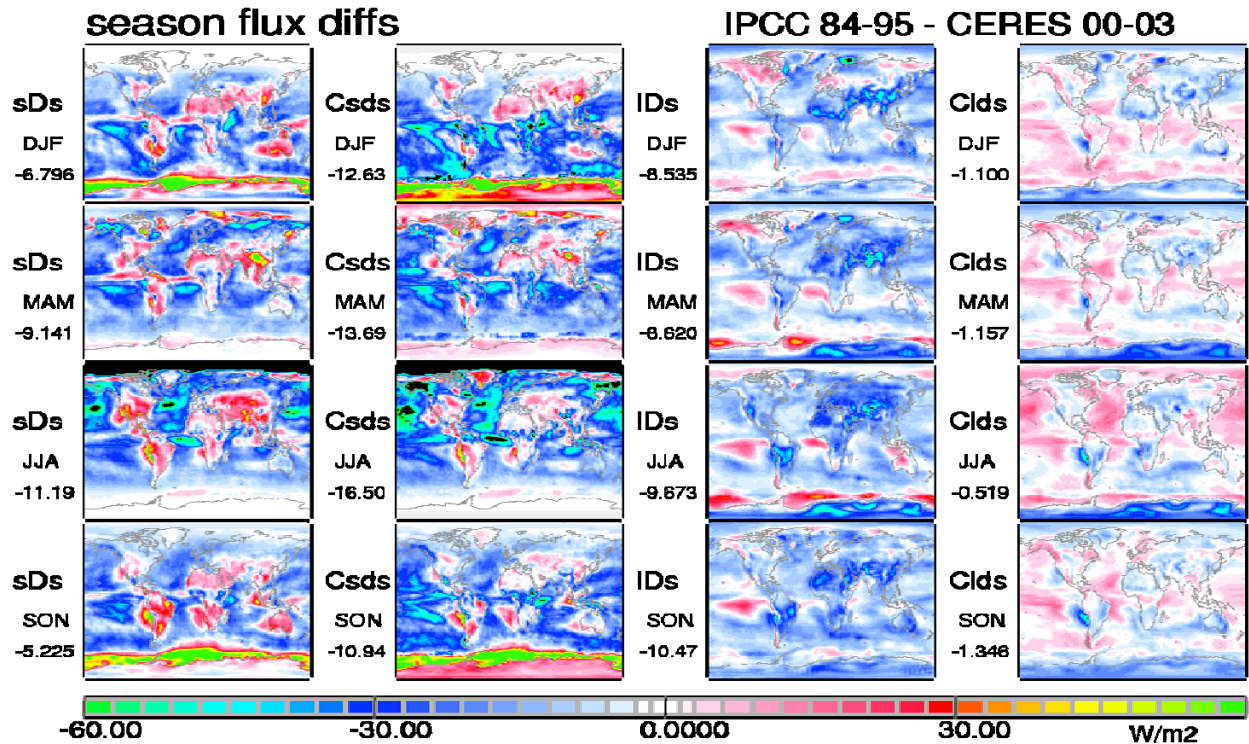 season flux diffs
IPCC 84-95 - CERES 00-03
sDs
DJF
-6.796
Csds
DJF
-12.63
lDs
DJF
-8.535
Clds
DJF
-1.100
sDs
MAM
-9.141
Csds
MAM
-13.69
lDs
MAM
-8.620
Clds
MAM
-1.157
sDs
JJA
-11.19
Csds
JJA
-16.50
lDs
JJA
-9.673
Clds
JJA
-0.519
sDs
SON
-5.225
Csds
SON
-10.94
lDs
SON
-10.47
Clds
SON
-1.346
-60.00
-30.00
0.0000
30.00
W/m2